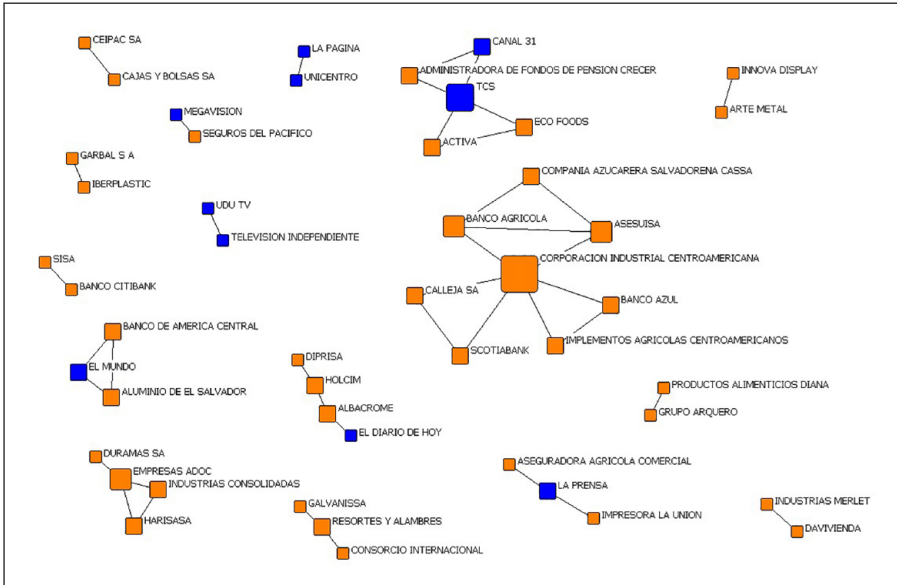 CEIPAC SA
CAJAS Y BOLSAS SA
LA PAGINA
UNICENTRO
CANAL 31
ADMINISTRADORA DE FONDOS DE PENSION CRECER
TCS
ECO FOODS
ACTIVA
INNOVA DISPLAY
ARTE METAL
MEGAVISION
SEGUROS DEL PACIFICO
GARBAL S A
IBERPLASTIC
UDU TV
TELEVISION INDEPENDIENTE
COMPANIA AZUCARERA SALVADORENA CASSA
BANCO AGRICOLA
ASESUISA
CORPORACION INDUSTRIAL CENTROAMERICANA
CALLEJA SA
BANCO AZUL
IMPLEMENTOS AGRICOLAS CENTROAMERICANOS
SCOTIABANK
SISA
BANCO CITIBANK
BANCO DE AMERICA CENTRAL
EL MUNDO
ALUMINIO DE EL SALVADOR
DIPRISA
HOLCIM
ALBACROME
EL DIARIO DE HOY
PRODUCTOS ALIMENTICIOS DIANA
GRUPO ARQUERO
DURAMAS SA
EMPRESAS ADOC
INDUSTRIAS CONSOLIDADAS
HARISASA
GALVANISSA
RESORTES Y ALAMBRES
CONSORCIO INTERNACIONAL
ASEGURADORA AGRICOLA COMERCIAL
LA PRENSA
IMPRESORA LA UNION
INDUSTRIAS MERLET
DAVIVIENDA